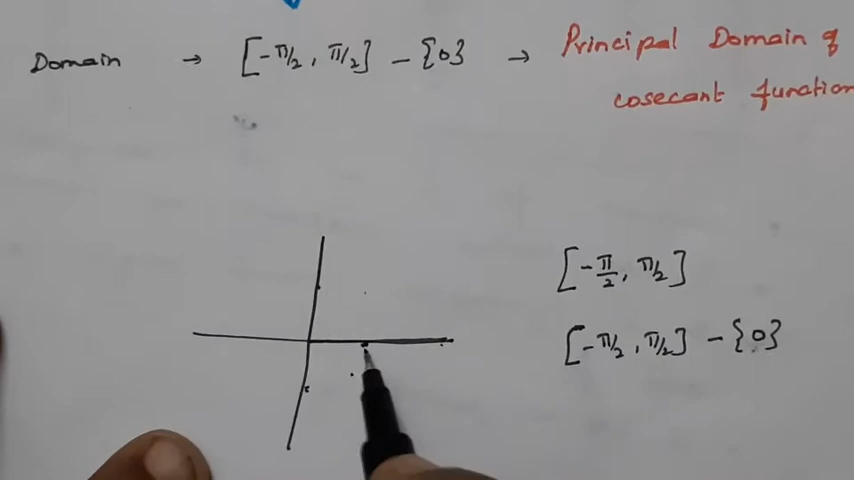 Domain → [-π/2, π/2] - {0} → Principal Domain of
cosecant function
[-π/2, π/2]
[-π/2, π/2] - {0}